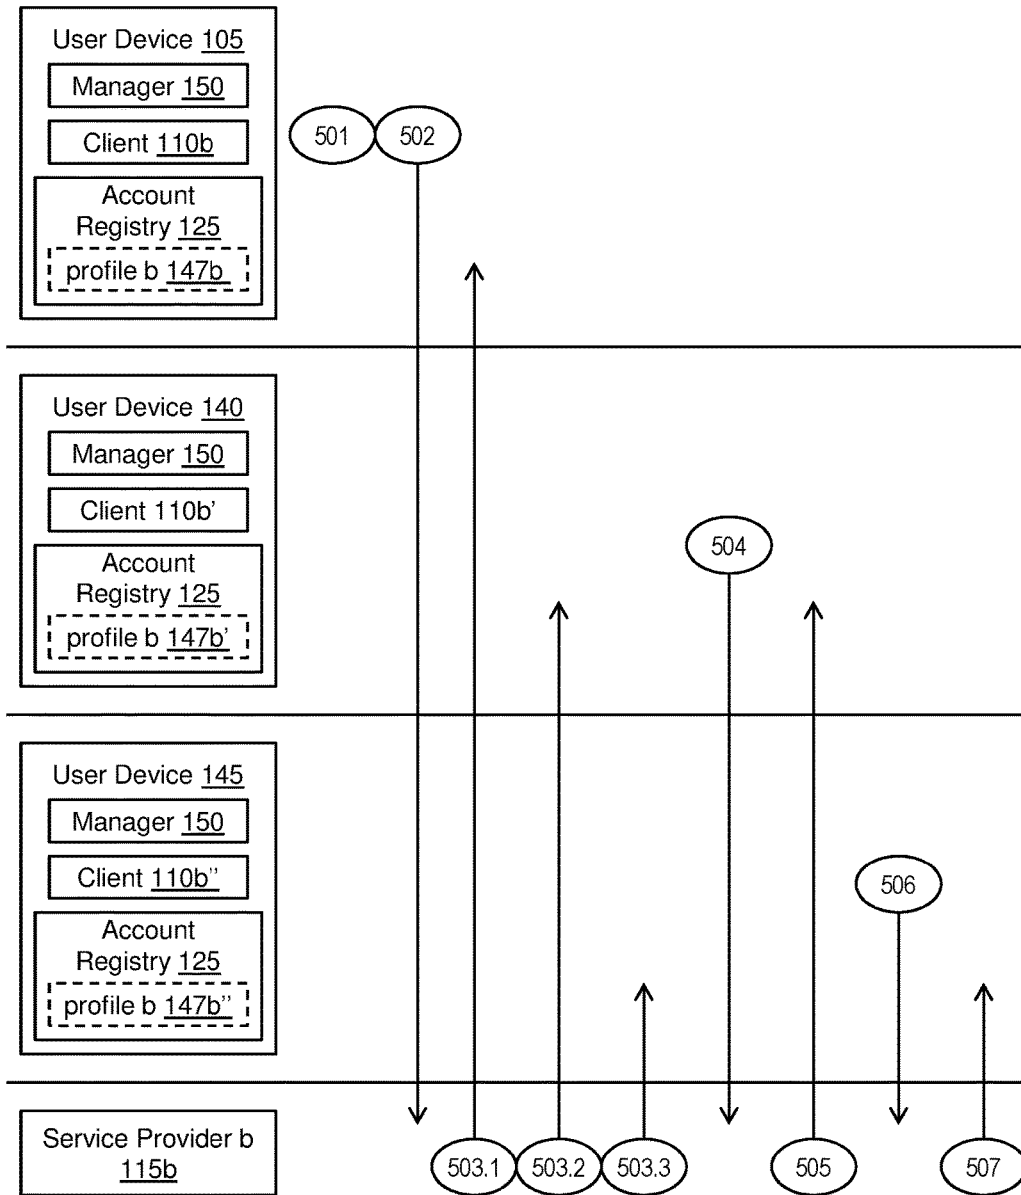 User Device 105
Manager 150
Client 110b
Account
Registry 125
profile b 147b
501
502
User Device 140
Manager 150
Client 110b'
Account
Registry 125
profile b 147b'
504
User Device 145
Manager 150
Client 110b''
Account
Registry 125
profile b 147b''
506
Service Provider b
115b
503.1
503.2
503.3
505
507